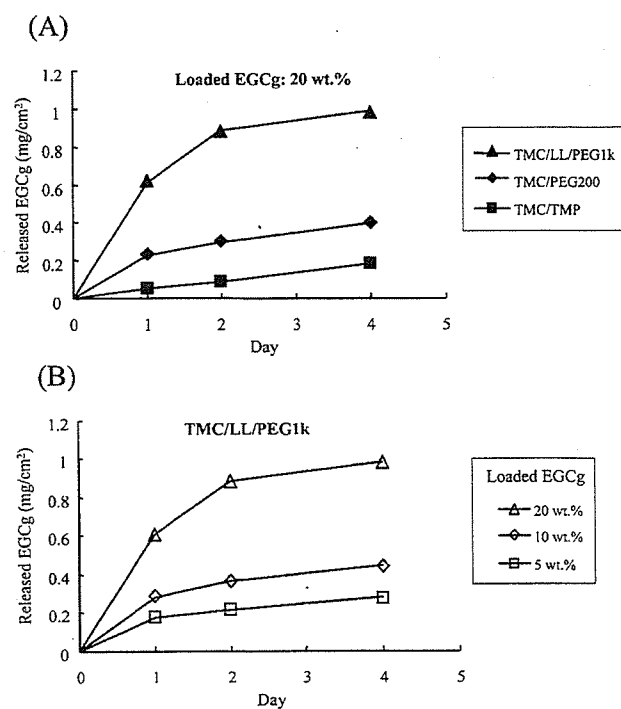 (A)
Loaded EGCg: 20 wt.%
Released EGCg (mg/cm²)
1.2
1
0.8
0.6
0.4
0.2
0
0 1 2 3 4 5
Day
TMC/LL/PEG1k
TMC/PEG200
TMC/TMP
(B)
TMC/LL/PEG1k
Released EGCg (mg/cm²)
1.2
1
0.8
0.6
0.4
0.2
0
0 1 2 3 4 5
Day
Loaded EGCg
20 wt.%
10 wt.%
5 wt.%